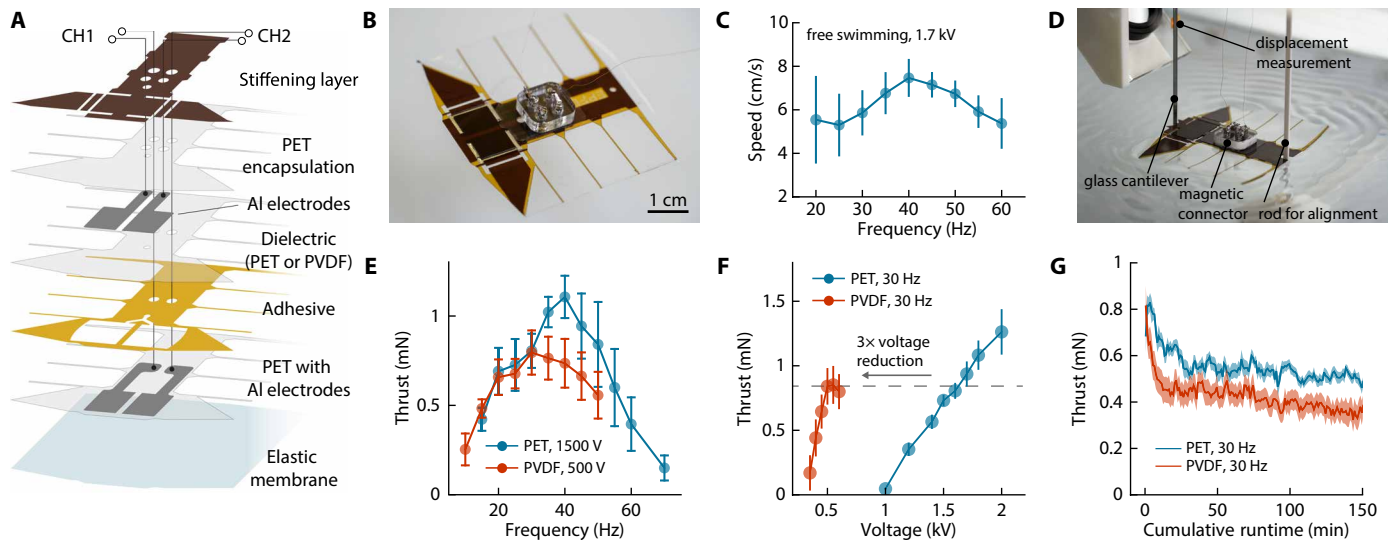 A
CH1
CH2
Stiffening layer
PET
encapsulation
Al electrodes
Dielectric
(PET or PVDF)
Adhesive
PET with
Al electrodes
Elastic
membrane
B
1 cm
C
free swimming, 1.7 kV
Speed (cm/s)
10
8
6
4
2
20
30
40
50
60
Frequency (Hz)
D
displacement
measurement
glass cantilever
magnetic
connector
rod for alignment
E
Thrust (mN)
1
0.5
0
PET, 1500 V
PVDF, 500 V
20
40
60
Frequency (Hz)
F
PET, 30 Hz
PVDF, 30 Hz
3× voltage
reduction
Thrust (mN)
1.5
1
0.5
0
0.5
1
1.5
2
Voltage (kV)
G
Thrust (mN)
1
0.8
0.6
0.4
0.2
0
PET, 30 Hz
PVDF, 30 Hz
0
50
100
150
Cumulative runtime (min)